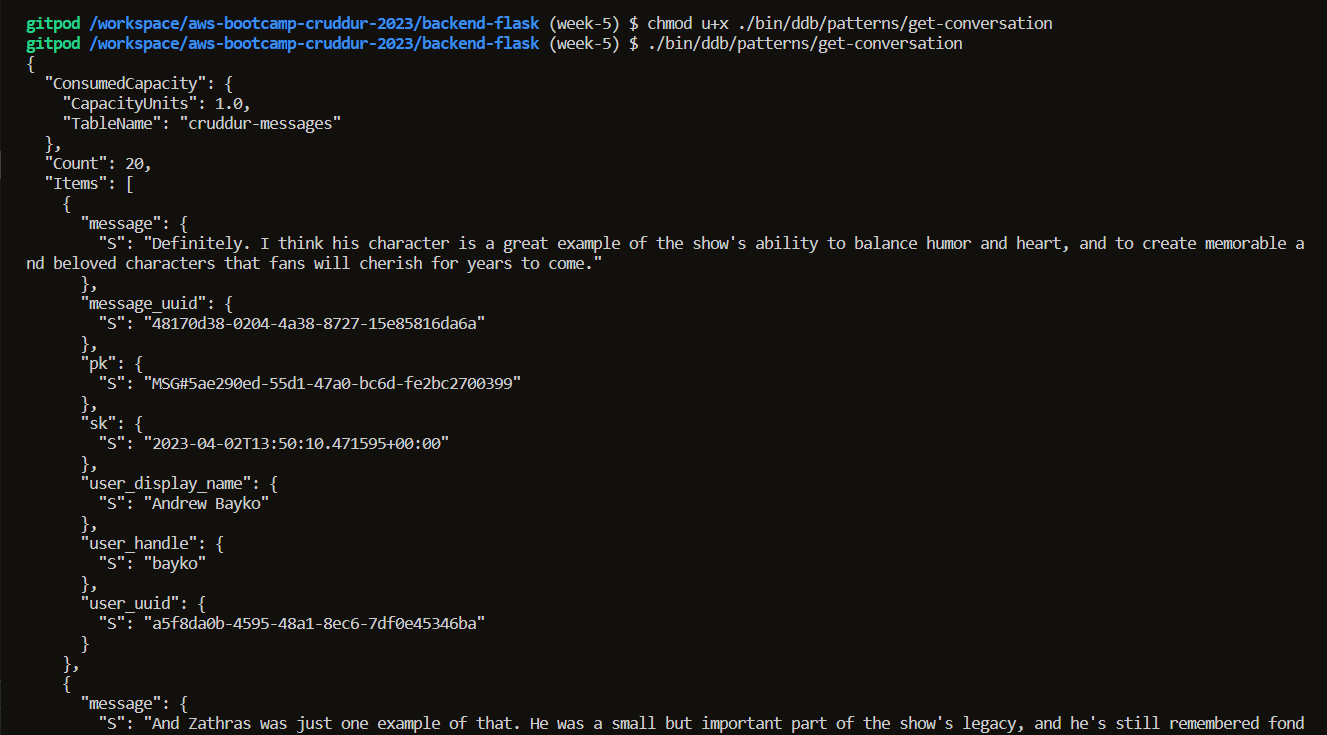 gitpod /workspace/aws-bootcamp-cruddur-2023/backend-flask (week-5) $ chmod u+x ./bin/ddb/patterns/get-conversation
gitpod /workspace/aws-bootcamp-cruddur-2023/backend-flask (week-5) $ ./bin/ddb/patterns/get-conversation
{
  "ConsumedCapacity": {
    "CapacityUnits": 1.0,
    "TableName": "cruddur-messages"
  },
  "Count": 20,
  "Items": [
    {
      "message": {
        "S": "Definitely. I think his character is a great example of the show's ability to balance humor and heart, and to create memorable a
nd beloved characters that fans will cherish for years to come."
      },
      "message_uuid": {
        "S": "48170d38-0204-4a38-8727-15e85816da6a"
      },
      "pk": {
        "S": "MSG#5ae290ed-55d1-47a0-bc6d-fe2bc2700399"
      },
      "sk": {
        "S": "2023-04-02T13:50:10.471595+00:00"
      },
      "user_display_name": {
        "S": "Andrew Bayko"
      },
      "user_handle": {
        "S": "bayko"
      },
      "user_uuid": {
        "S": "a5f8da0b-4595-48a1-8ec6-7df0e45346ba"
      }
    },
    {
      "message": {
        "S": "And Zathras was just one example of that. He was a small but important part of the show's legacy, and he's still remembered fond